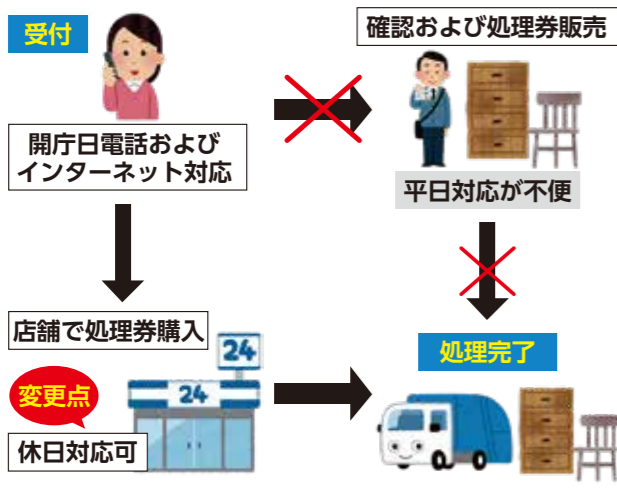 受付
確認および処理券販売
開庁日電話および
インターネット対応
平日対応が不便
店舗で処理券購入
24
24
変更点
休日対応可
処理完了